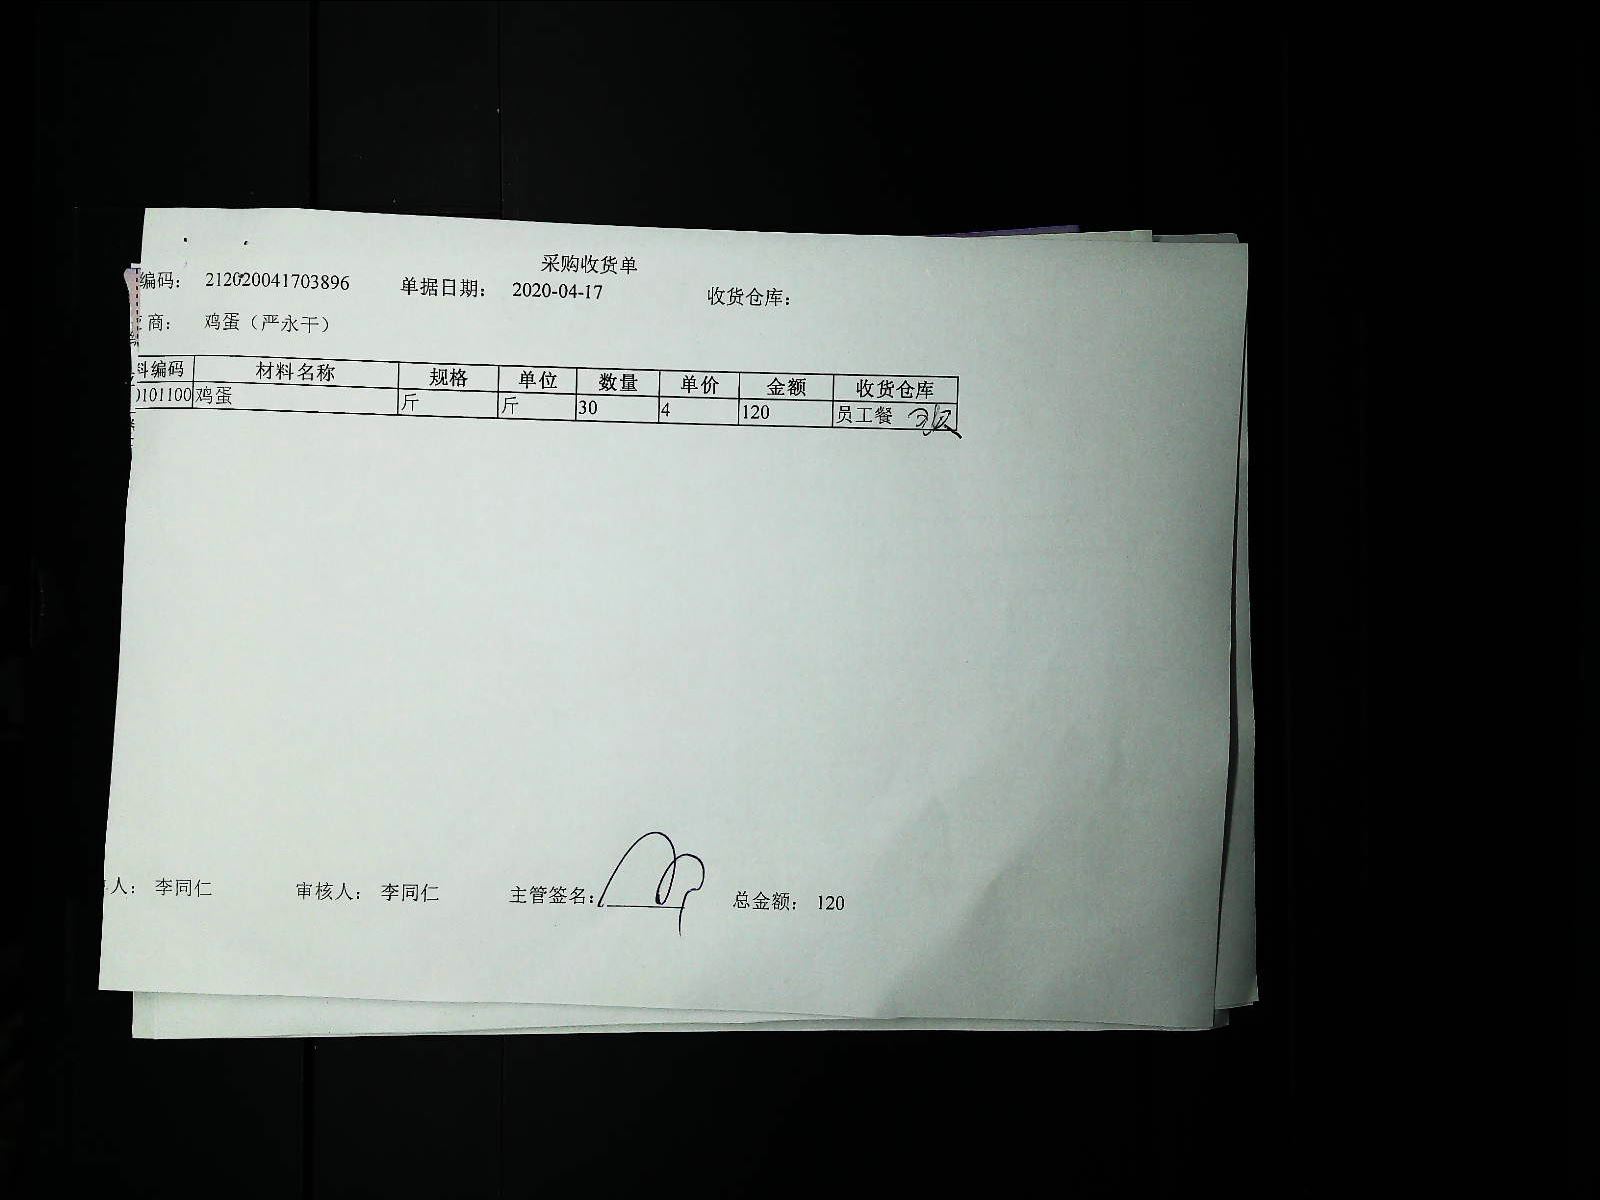 采购收货单
编码： 212020041703896 单据日期： 2020-04-17 收货仓库：
商： 鸡蛋（严永干）
编码 材料名称 规格 单位 数量 单价 金额 收货仓库
0101100 鸡蛋 斤 斤 30 4 120 员工餐
人： 李同仁 审核人： 李同仁 主管签名： 总金额： 120